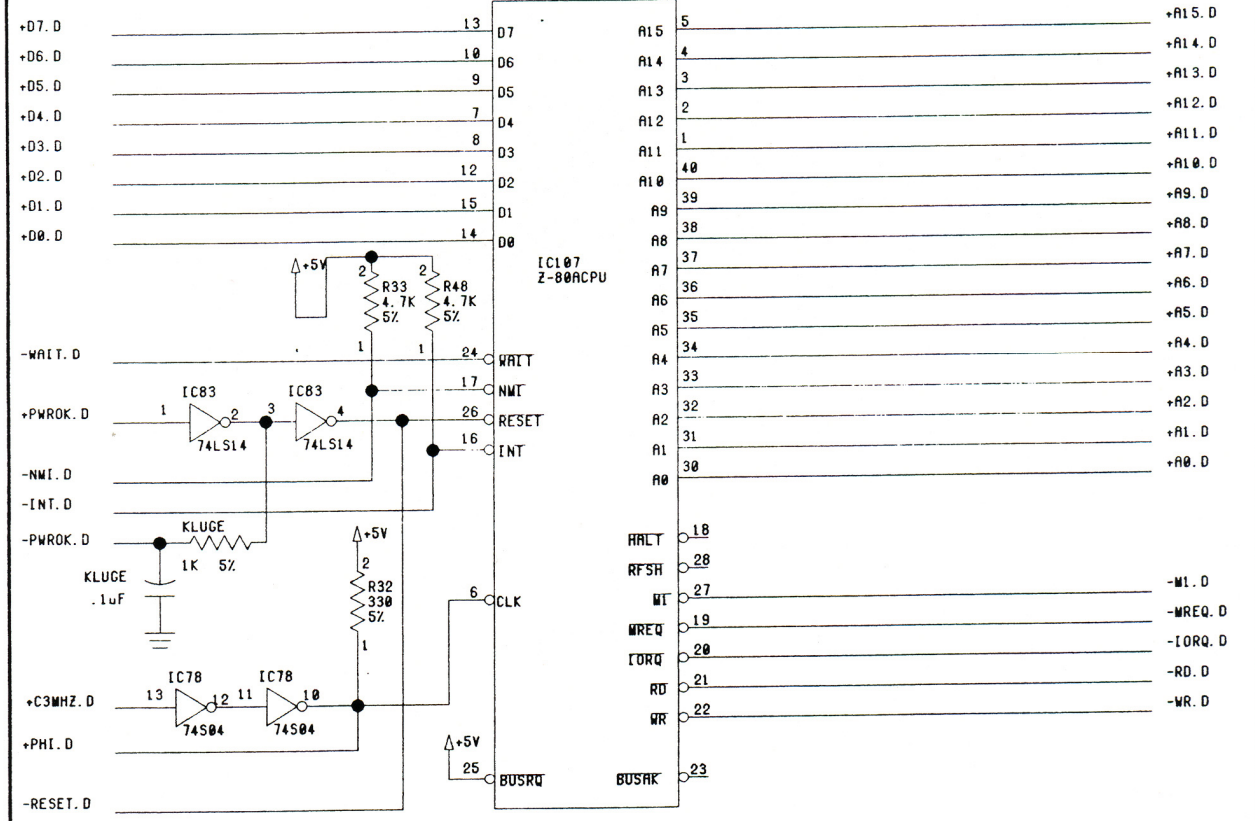 +D7.D 13 D7
+D6.D 10 D6
+D5.D 9 D5
+D4.D 7 D4
+D3.D 8 D3
+D2.D 12 D2
+D1.D 15 D1
+D0.D 14 D0
IC107
Z-80ACPU
A15 5 +A15.D
A14 4 +A14.D
A13 3 +A13.D
A12 2 +A12.D
A11 1 +A11.D
A10 40 +A10.D
A9 39 +A9.D
A8 38 +A8.D
A7 37 +A7.D
A6 36 +A6.D
A5 35 +A5.D
A4 34 +A4.D
A3 33 +A3.D
A2 32 +A2.D
A1 31 +A1.D
A0 30 +A0.D
+5V
2 R33
4.7K
5%
1
2 R48
4.7K
5%
1
-WAIT.D 24 WAIT
17 NMI
IC83 IC83
+PWROK.D 1 2 3 4 26 RESET
74LS14 74LS14
16 INT
-NMI.D
-INT.D
-PWROK.D
KLUGE
1K 5%
KLUGE
.1uF
+5V
2
R32
330
5%
1
6 CLK
IC78 IC78
+C3MHZ.D 13 12 11 10
74S04 74S04
+PHI.D
+5V
25 BUSRQ
-RESET.D
HALT 18
RFSH 28
M1 27 -M1.D
MREQ 19 -MREQ.D
IORQ 20 -IORQ.D
RD 21 -RD.D
WR 22 -WR.D
BUSAK 23